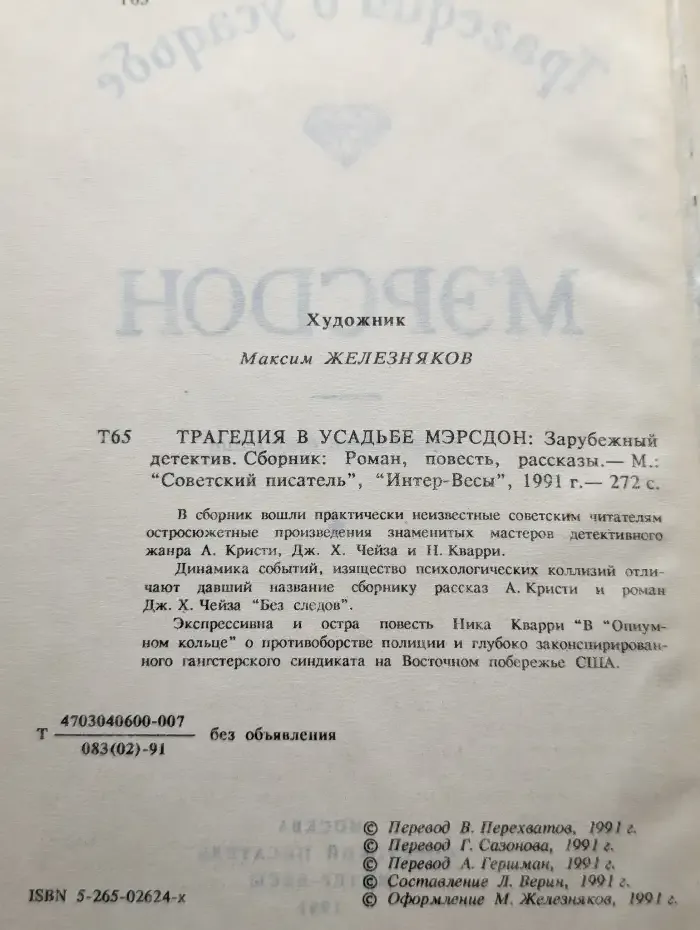 Т65
Трагедия в усадьбе
МЭРСДОН
Художник
Максим ЖЕЛЕЗНЯКОВ
Т65 ТРАГЕДИЯ В УСАДЬБЕ МЭРСДОН: Зарубежный
детектив. Сборник: Роман, повесть, рассказы.— М.:
“Советский писатель”, “Интер-Весы”, 1991 г.— 272 с.
В сборник вошли практически неизвестные советским читателям
остросюжетные произведения знаменитых мастеров детективного
жанра А. Кристи, Дж. Х. Чейза и Н. Кварри.
Динамика событий, изящество психологических коллизий отли-
чают давший название сборнику рассказ А. Кристи и роман
Дж. Х. Чейза “Без следов”.
Экспрессивна и остра повесть Ника Кварри “В “Опиум-
ном кольце” о противоборстве полиции и глубоко законспирирован-
ного гангстерского синдиката на Восточном побережье США.
Т 4703040600-007 без объявления
083(02)-91
© Перевод В. Перехватов, 1991 г.
© Перевод Г. Сазонова, 1991 г.
© Перевод А. Гершман, 1991 г.
© Составление Л. Верин, 1991 г.
ISBN 5-265-02624-x © Оформление М. Железняков, 1991 г.